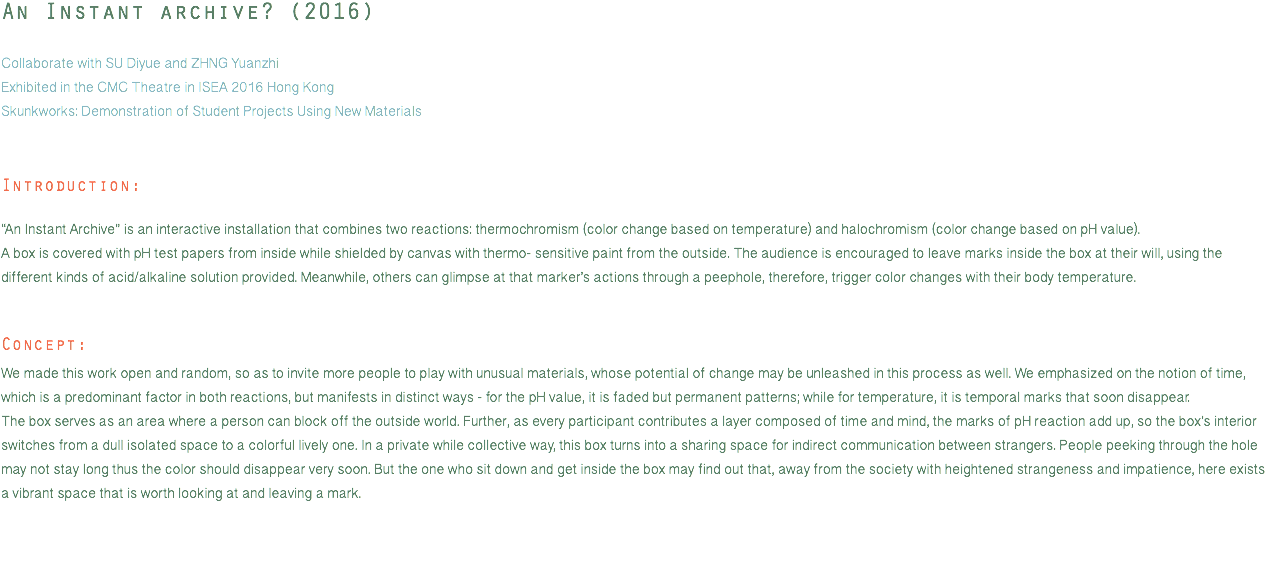 An Instant archive? (2016)
Collaborate with SU Diyue and ZHNG Yuanzhi
Exhibited in the CMC Theatre in ISEA 2016 Hong Kong
Skunkworks: Demonstration of Student Projects Using New Materials
Introduction:
"An Instant Archive" is an interactive installation that combines two reactions: thermochromism (color change based on temperature) and halochromism (color change based on pH value).
A box is covered with pH test papers from inside while shielded by canvas with thermo- sensitive paint from the outside. The audience is encouraged to leave marks inside the box at their will, using the
different kinds of acid/alkaline solution provided. Meanwhile, others can glimpse at that marker's actions through a peephole, therefore, trigger color changes with their body temperature.
Concept:
We made this work open and random, so as to invite more people to play with unusual materials, whose potential of change may be unleashed in this process as well. We emphasized on the notion of time,
which is a predominant factor in both reactions, but manifests in distinct ways - for the pH value, it is faded but permanent patterns; while for temperature, it is temporal marks that soon disappear.
The box serves as an area where a person can block off the outside world. Further, as every participant contributes a layer composed of time and mind, the marks of pH reaction add up, so the box's interior
switches from a dull isolated space to a colorful lively one. In a private while collective way, this box turns into a sharing space for indirect communication between strangers. People peeking through the hole
may not stay long thus the color should disappear very soon. But the one who sit down and get inside the box may find out that, away from the society with heightened strangeness and impatience, here exists
a vibrant space that is worth looking at and leaving a mark.